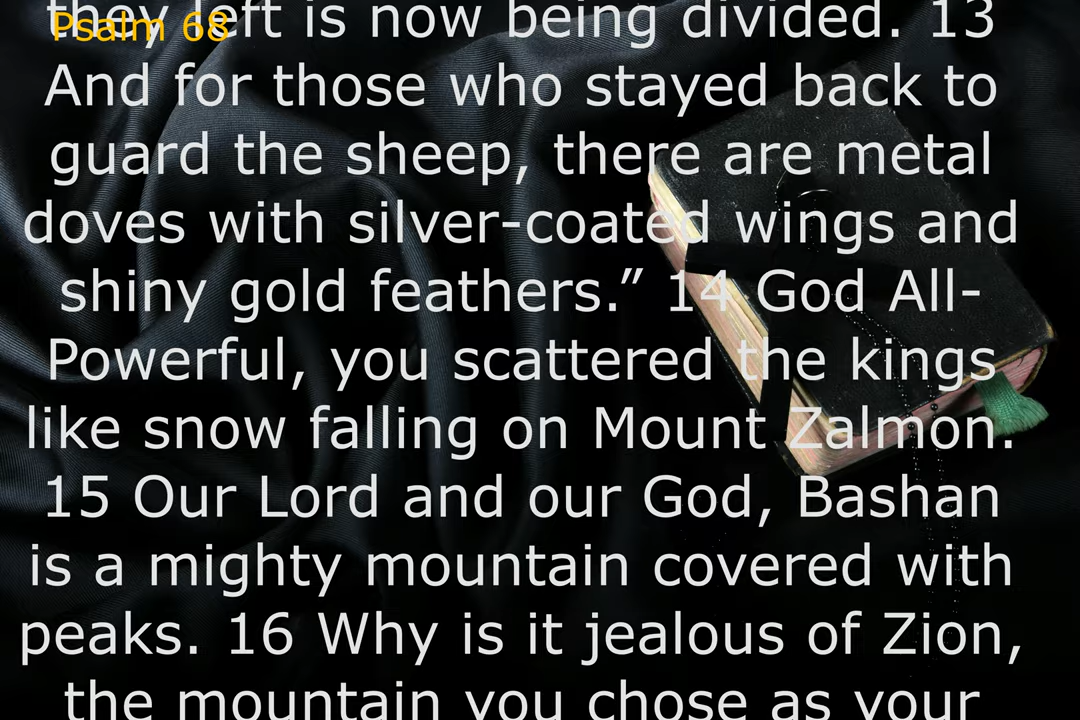 Psalm 68
they left is now being divided. 13
And for those who stayed back to
guard the sheep, there are metal
doves with silver-coated wings and
shiny gold feathers.” 14 God All-
Powerful, you scattered the kings
like snow falling on Mount Zalmon.
15 Our Lord and our God, Bashan
is a mighty mountain covered with
peaks. 16 Why is it jealous of Zion,
the mountain you chose as your